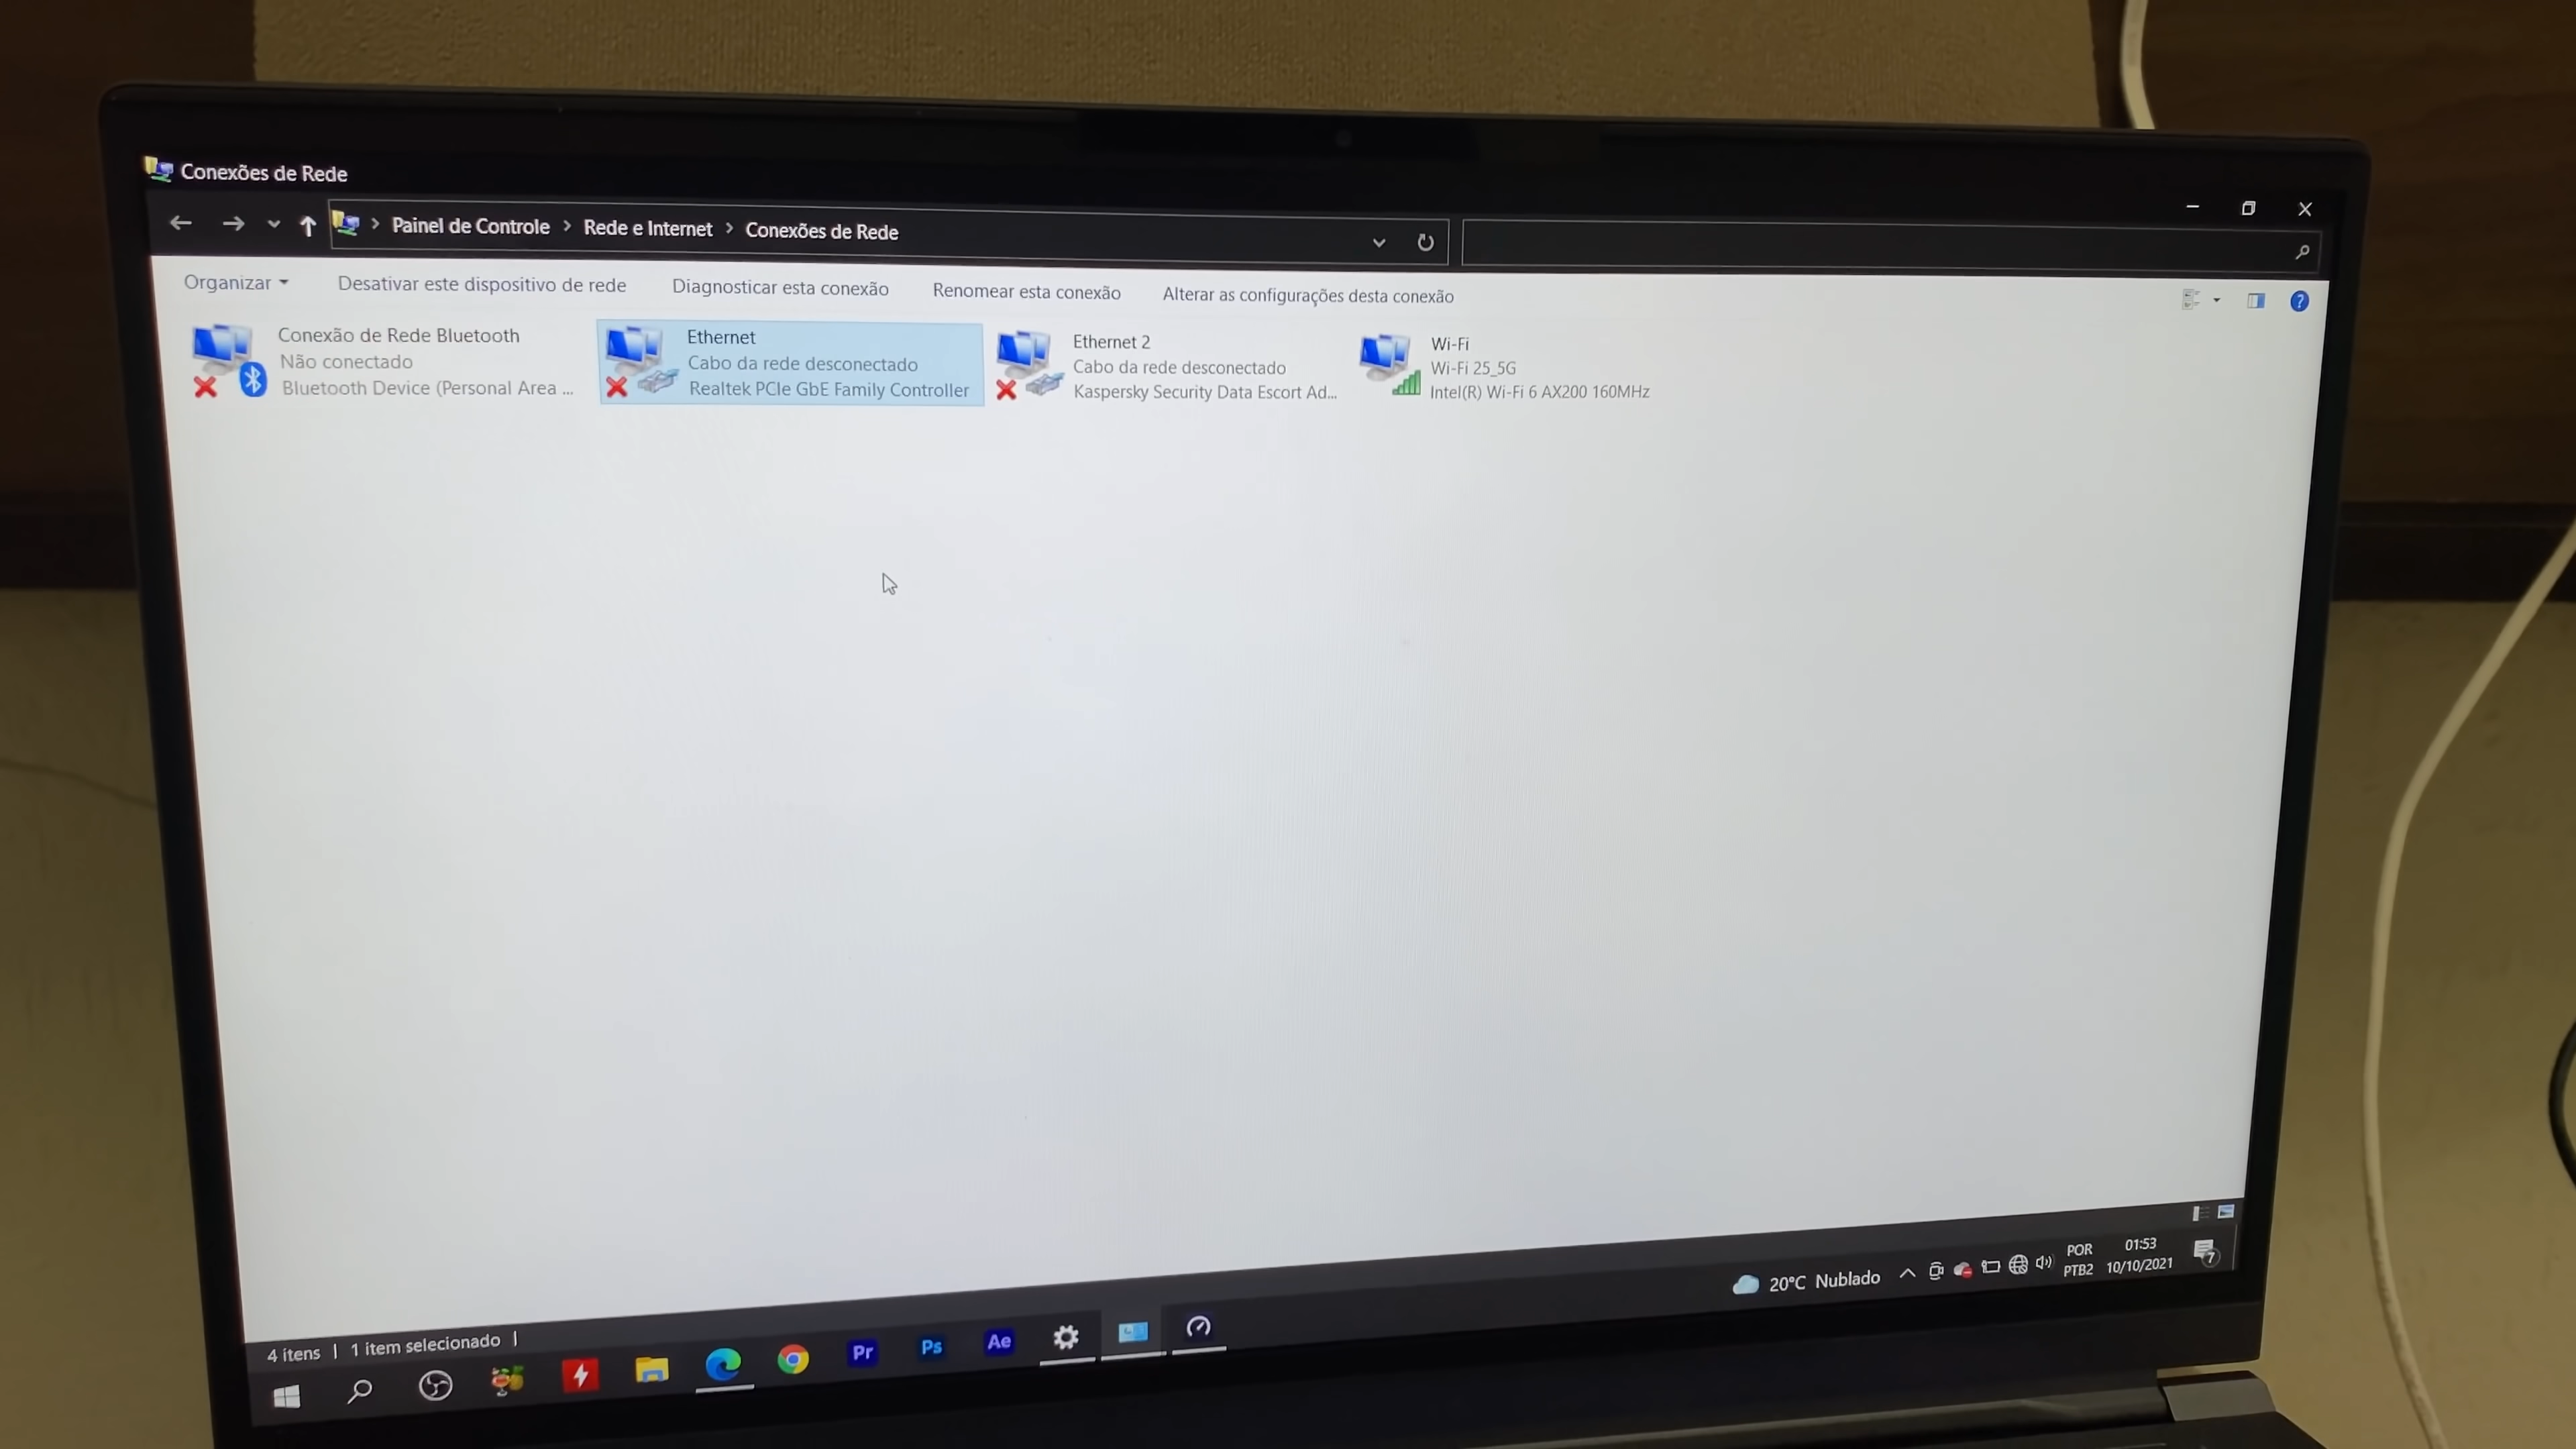 Conexões de Rede
Painel de Controle > Rede e Internet > Conexões de Rede
Organizar
Desativar este dispositivo de rede
Diagnosticar esta conexão
Renomear esta conexão
Alterar as configurações desta conexão
?
Conexão de Rede Bluetooth
Não conectado
Bluetooth Device (Personal Area ...
Ethernet
Cabo da rede desconectado
Realtek PCIe GbE Family Controller
Ethernet 2
Cabo da rede desconectado
Kaspersky Security Data Escort Ad...
Wi-Fi
Wi-Fi 25_5G
Intel(R) Wi-Fi 6 AX200 160MHz
4 itens | 1 item selecionado |
Pr
Ps
Ae
20°C Nublado
POR
PTB2
01:53
10/10/2021
7